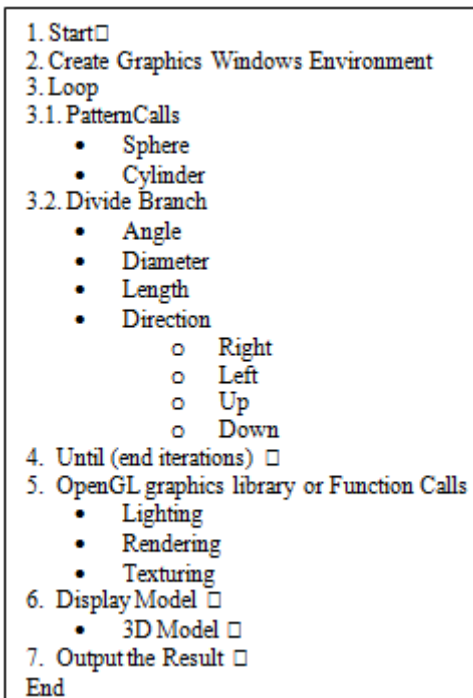 1. Start□
2. Create Graphics Windows Environment
3. Loop
3.1. PatternCalls
• Sphere
• Cylinder
3.2. Divide Branch
• Angle
• Diameter
• Length
• Direction
o Right
o Left
o Up
o Down
4. Until (end iterations) □
5. OpenGL graphics library or Function Calls
• Lighting
• Rendering
• Texturing
6. Display Model □
• 3D Model □
7. Output the Result □
End